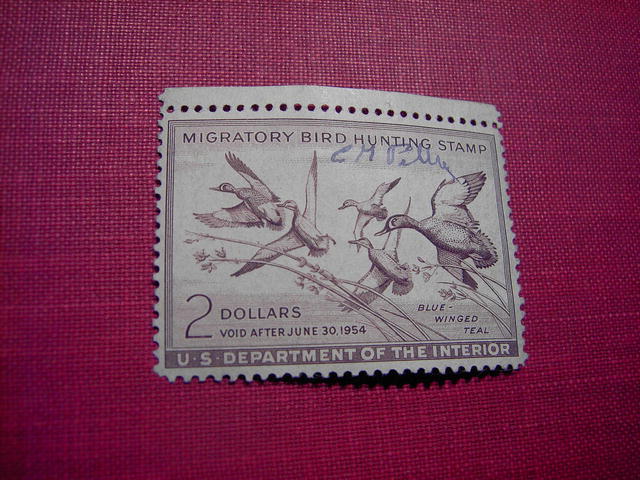 MIGRATORY BIRD HUNTING STAMP
2 DOLLARS
VOID AFTER JUNE 30, 1954
BLUE-
WINGED
TEAL
U·S·DEPARTMENT OF THE INTERIOR